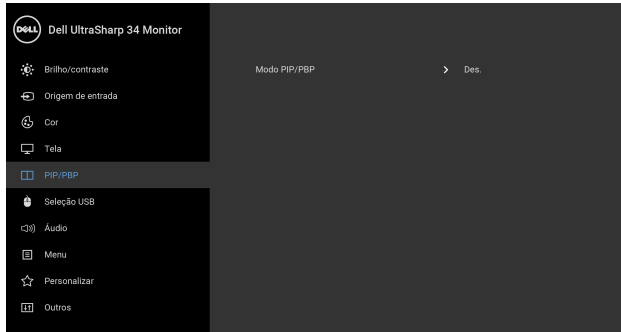 DELL Dell UltraSharp 34 Monitor
Brilho/contraste
Modo PIP/PBP Des.
Origem de entrada
Cor
Tela
PIP/PBP
Seleção USB
Áudio
Menu
Personalizar
Outros